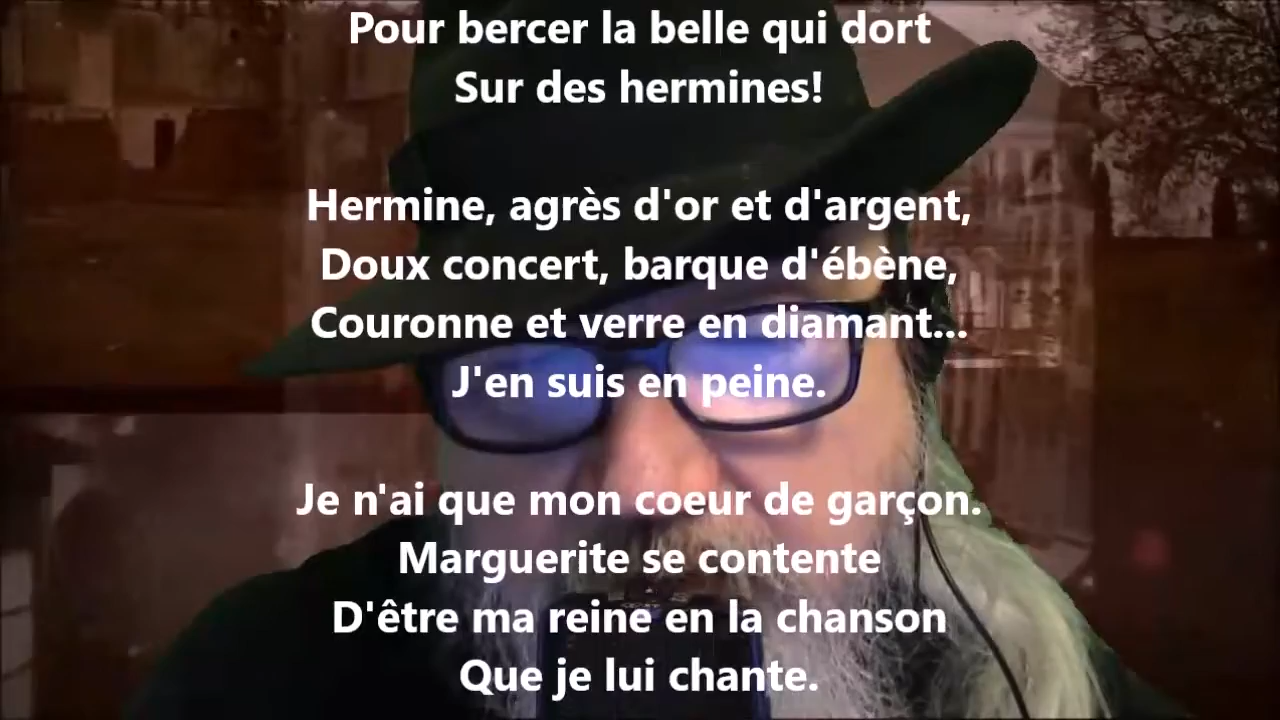 Pour bercer la belle qui dort
Sur des hermines!
Hermine, agrès d'or et d'argent,
Doux concert, barque d'ébène,
Couronne et verre en diamant...
J'en suis en peine.
Je n'ai que mon coeur de garçon.
Marguerite se contente
D'être ma reine en la chanson
Que je lui chante.